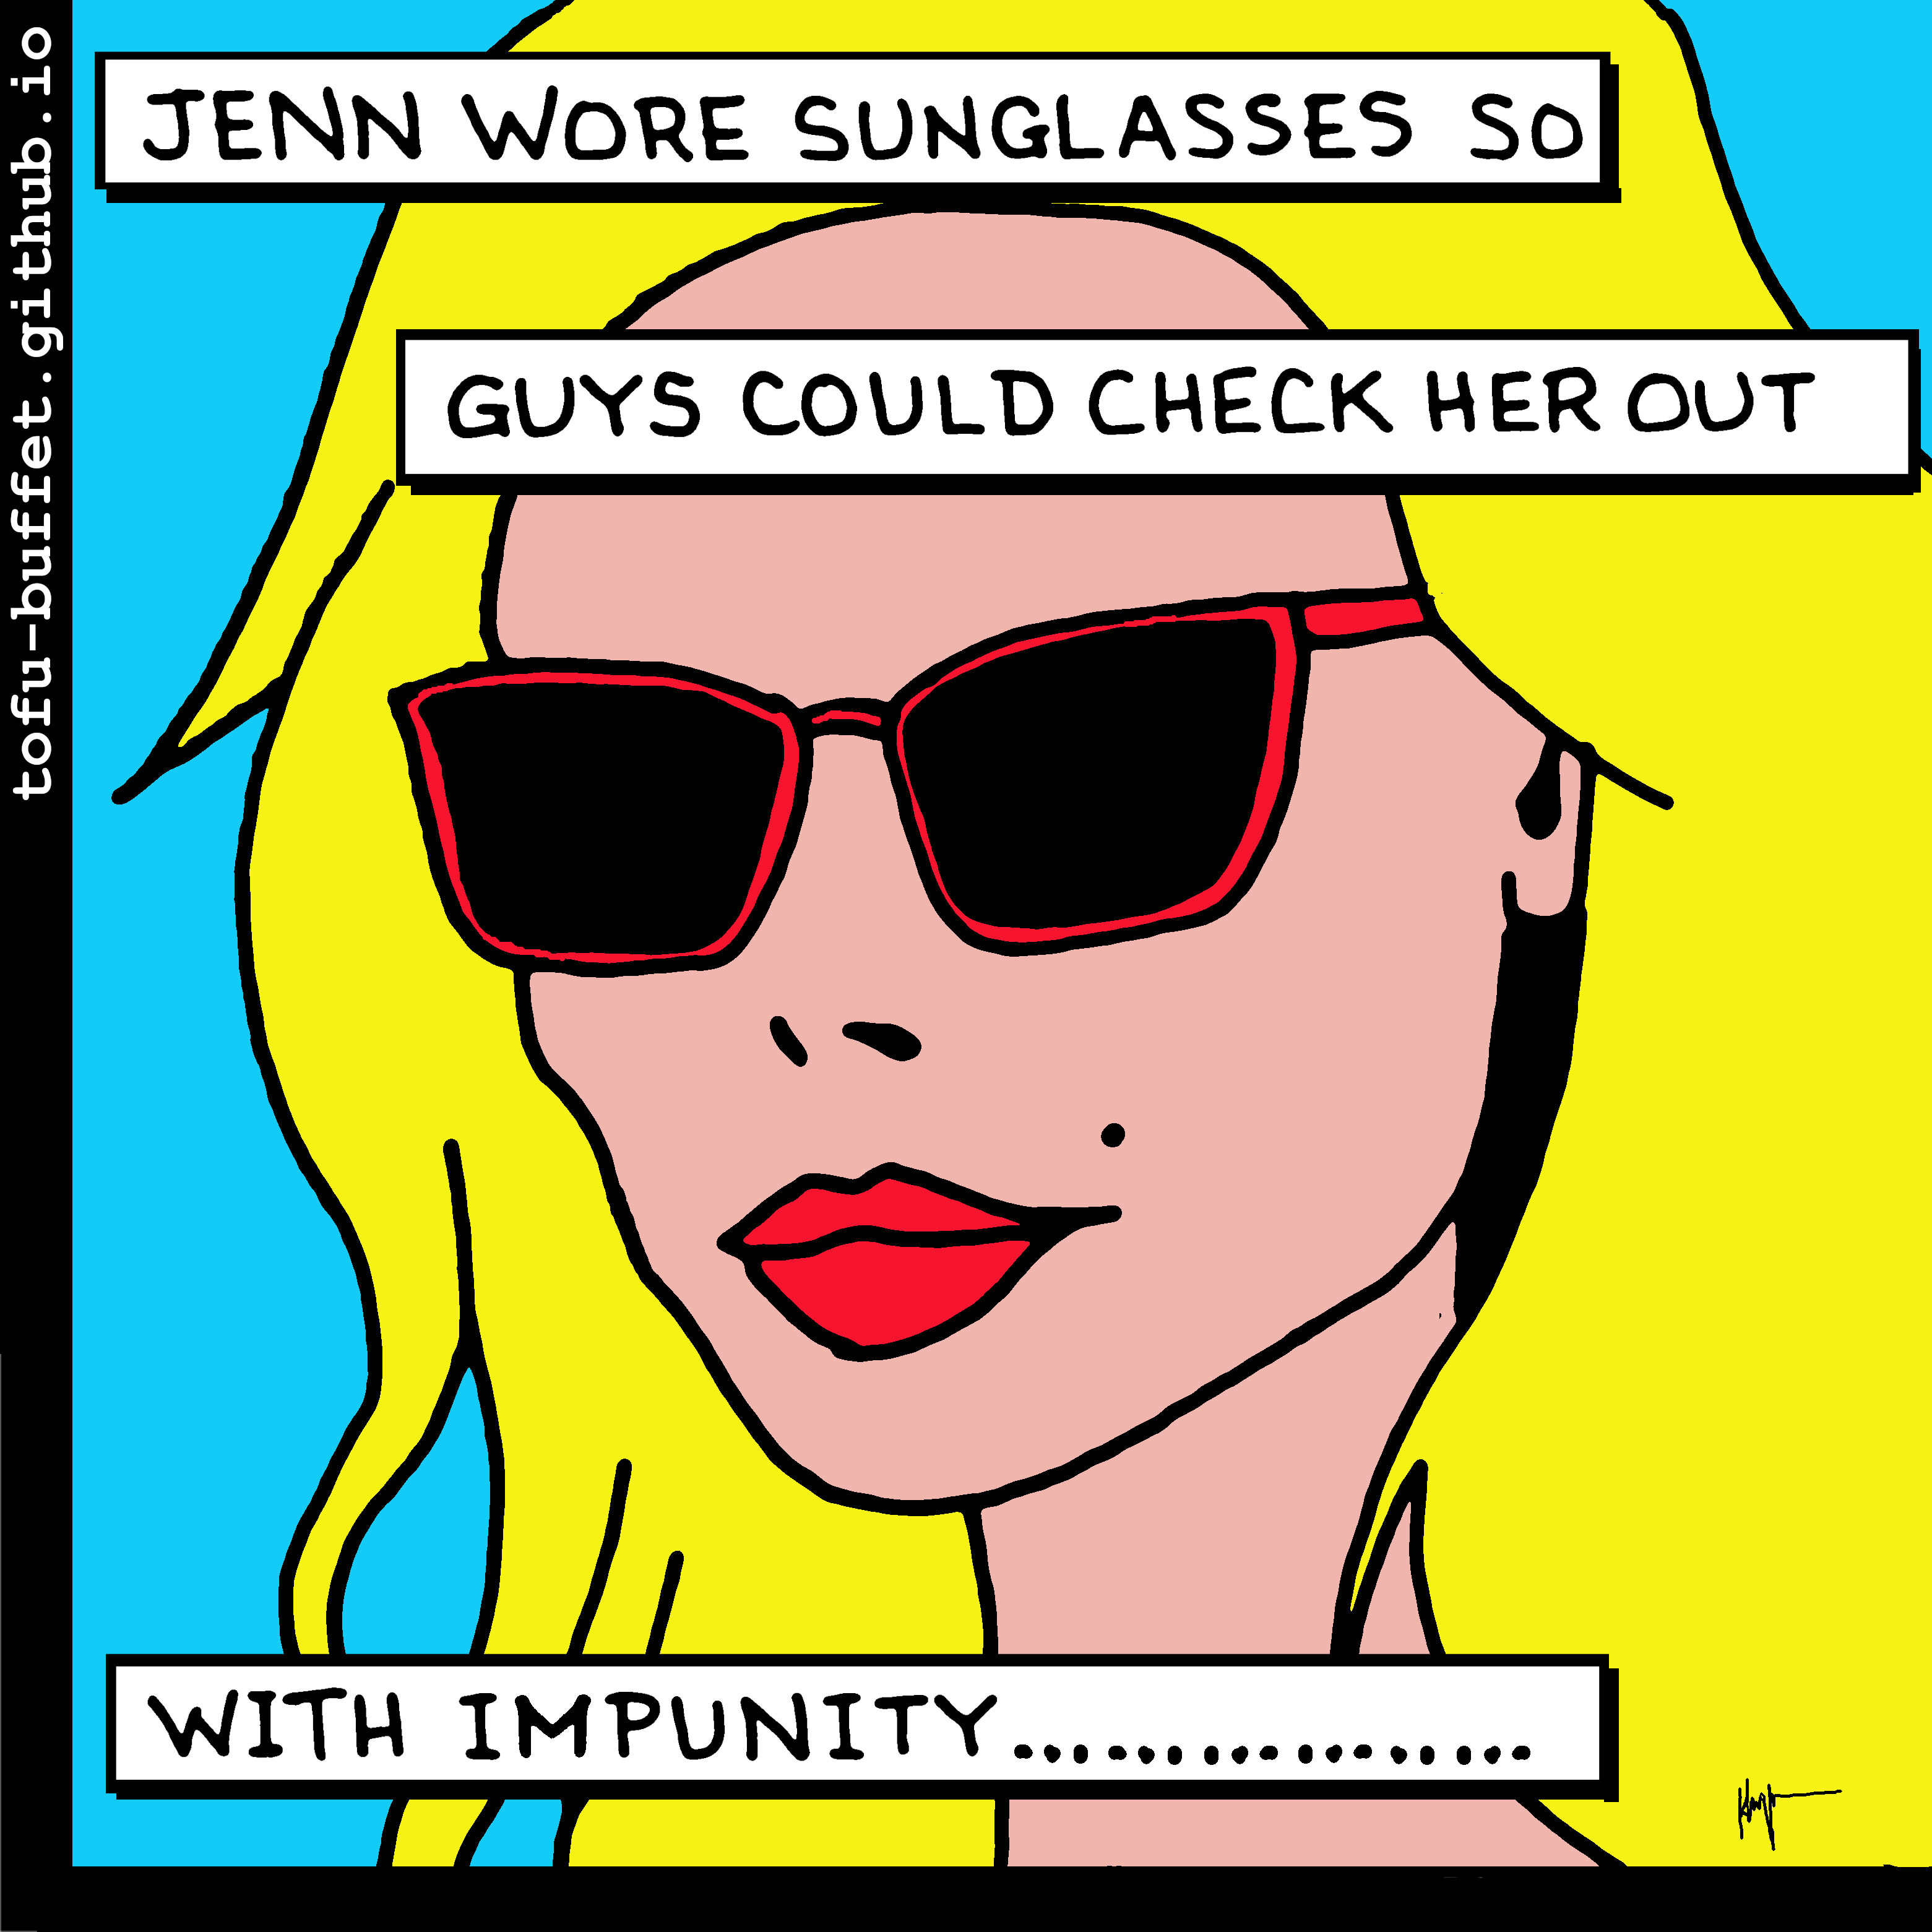 tofu-buffet.github.io
JENN WORE SUNGLASSES SO
GUYS COULD CHECK HER OUT
WITH IMPUNITY................